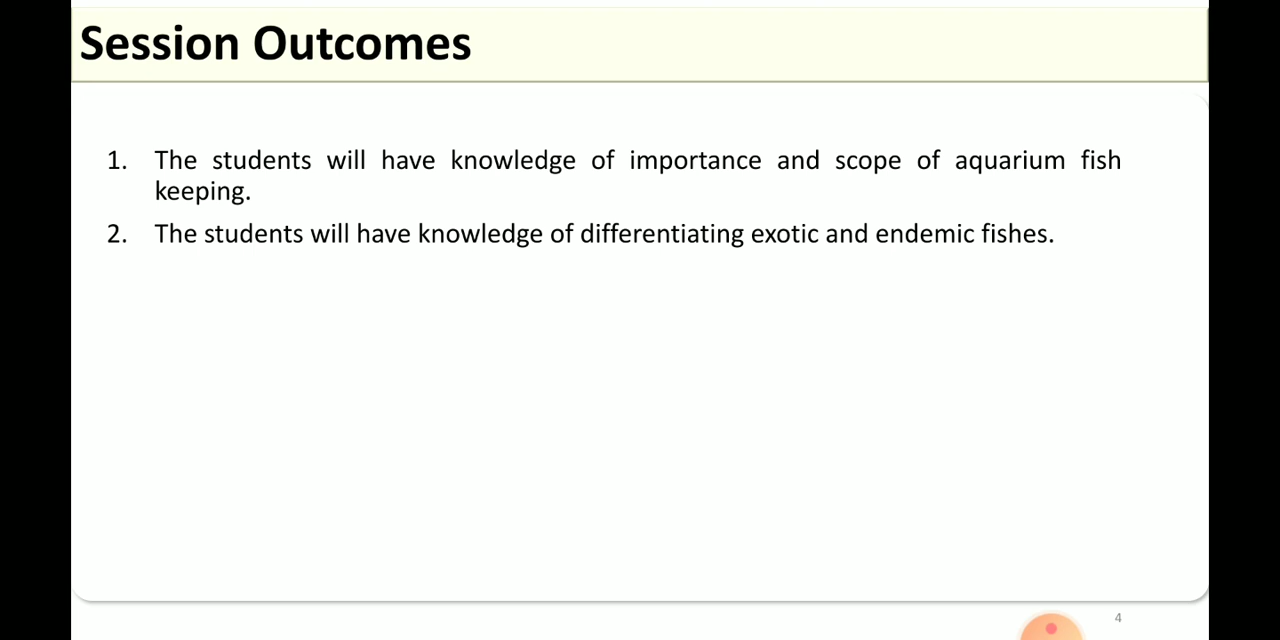 Session Outcomes
1. The students will have knowledge of importance and scope of aquarium fish
keeping.
2. The students will have knowledge of differentiating exotic and endemic fishes.
4